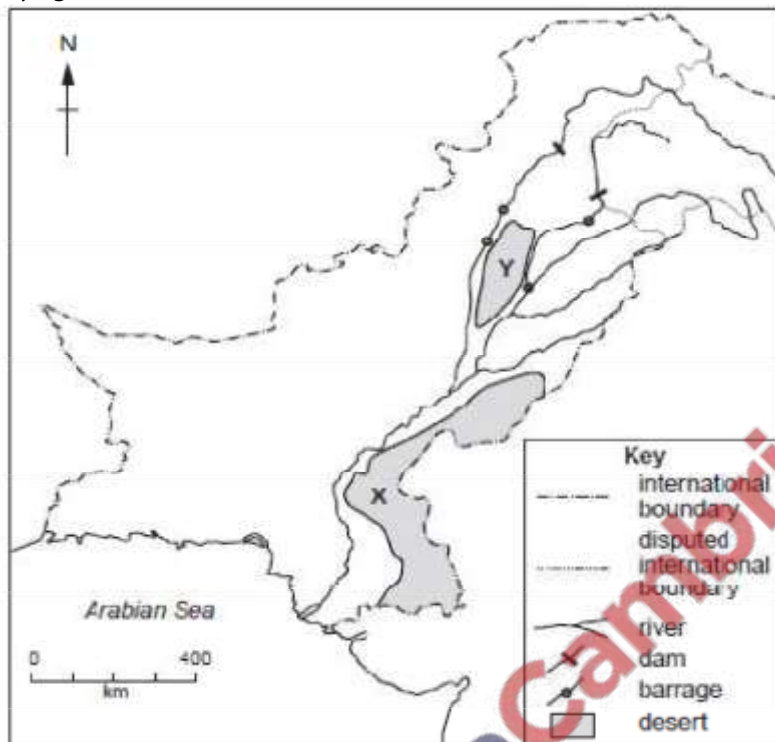 N
Y
X
Arabian Sea
0 400
km
Key
international
boundary
disputed
international
boundary
river
dam
barrage
desert
Cambri